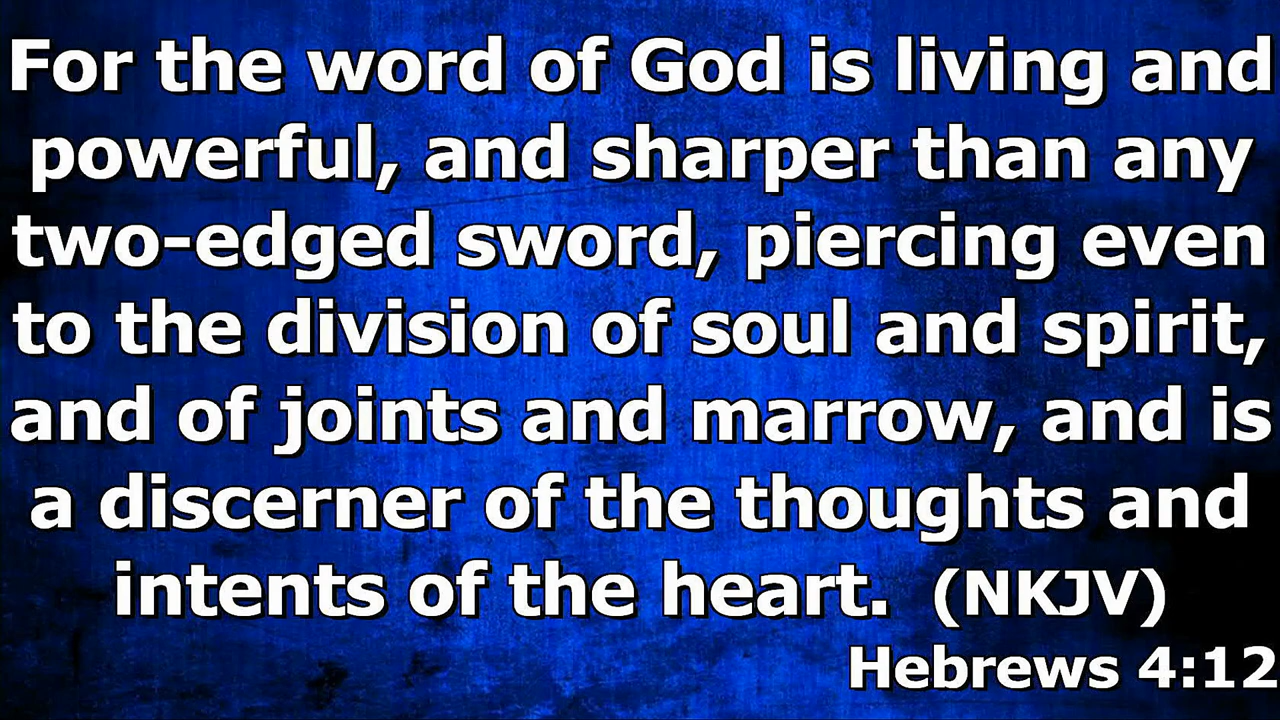 For the word of God is living and
powerful, and sharper than any
two-edged sword, piercing even
to the division of soul and spirit,
and of joints and marrow, and is
a discerner of the thoughts and
intents of the heart. (NKJV)
Hebrews 4:12